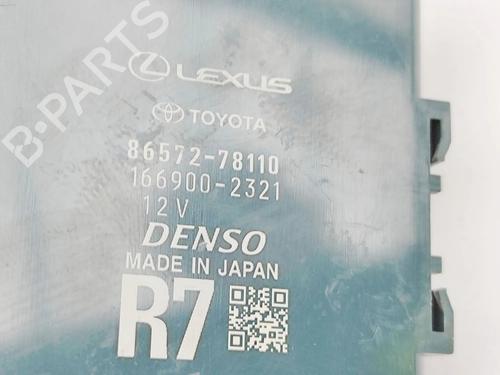 B-PARTS
LEXUS
TOYOTA
86572-78110
166900-2321
12V
DENSO
MADE IN JAPAN
R7